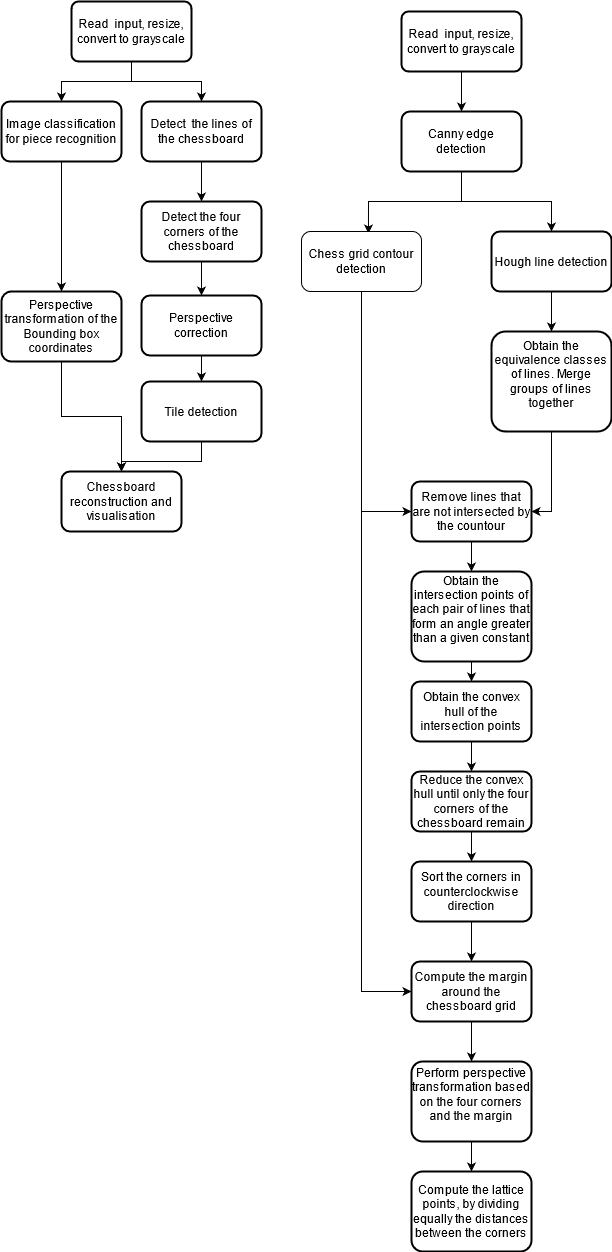 Read input, resize,
convert to grayscale
Image classification
for piece recognition
Detect the lines of
the chessboard
Detect the four
corners of the
chessboard
Perspective
transformation of the
Bounding box
coordinates
Perspective
correction
Tile detection
Chessboard
reconstruction and
visualisation
Read input, resize,
convert to grayscale
Canny edge
detection
Chess grid contour
detection
Hough line detection
Obtain the
equivalence classes
of lines. Merge
groups of lines
together
Remove lines that
are not intersected by
the countour
Obtain the
intersection points of
each pair of lines that
form an angle greater
than a given constant
Obtain the convex
hull of the
intersection points
Reduce the convex
hull until only the four
corners of the
chessboard remain
Sort the corners in
counterclockwise
direction
Compute the margin
around the
chessboard grid
Perform perspective
transformation based
on the four corners
and the margin
Compute the lattice
points, by dividing
equally the distances
between the corners